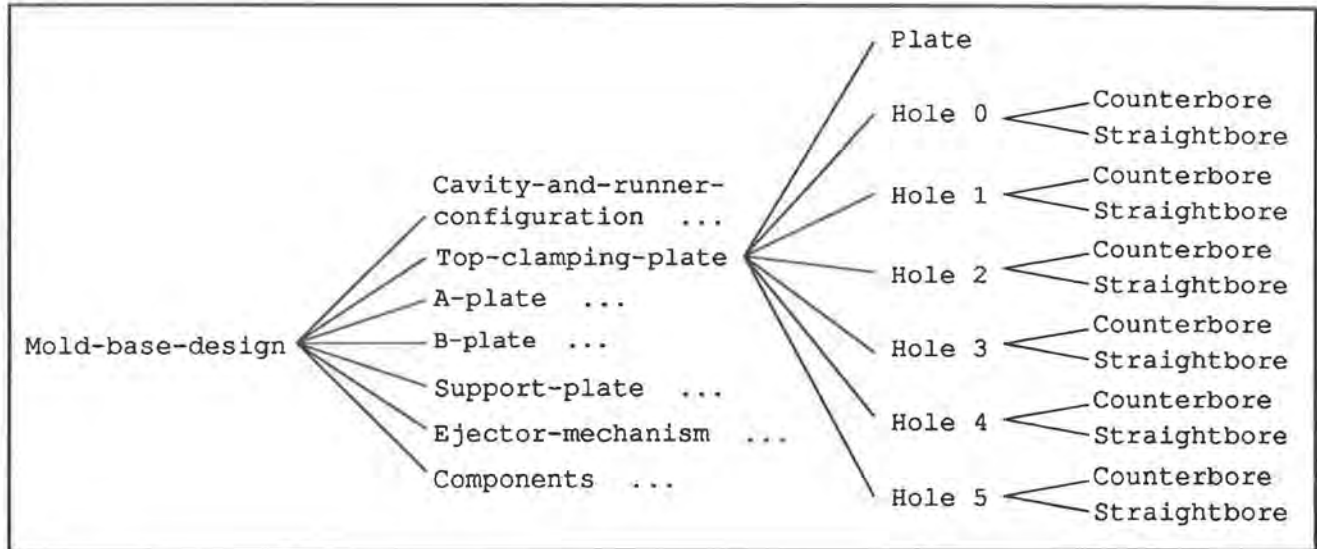 Plate
Hole 0
Counterbore
Straightbore
Cavity-and-runner-
configuration ...
Hole 1
Counterbore
Straightbore
Top-clamping-plate
Hole 2
Counterbore
Straightbore
A-plate ...
Mold-base-design
B-plate ...
Hole 3
Counterbore
Straightbore
Support-plate ...
Ejector-mechanism ...
Hole 4
Counterbore
Straightbore
Components ...
Hole 5
Counterbore
Straightbore